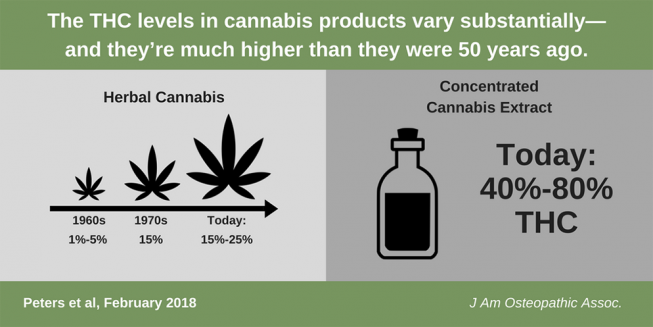 The THC levels in cannabis products vary substantially—
and they're much higher than they were 50 years ago.
Herbal Cannabis
1960s
1%-5%
1970s
15%
Today:
15%-25%
Concentrated
Cannabis Extract
Today:
40%-80%
THC
Peters et al, February 2018
J Am Osteopathic Assoc.